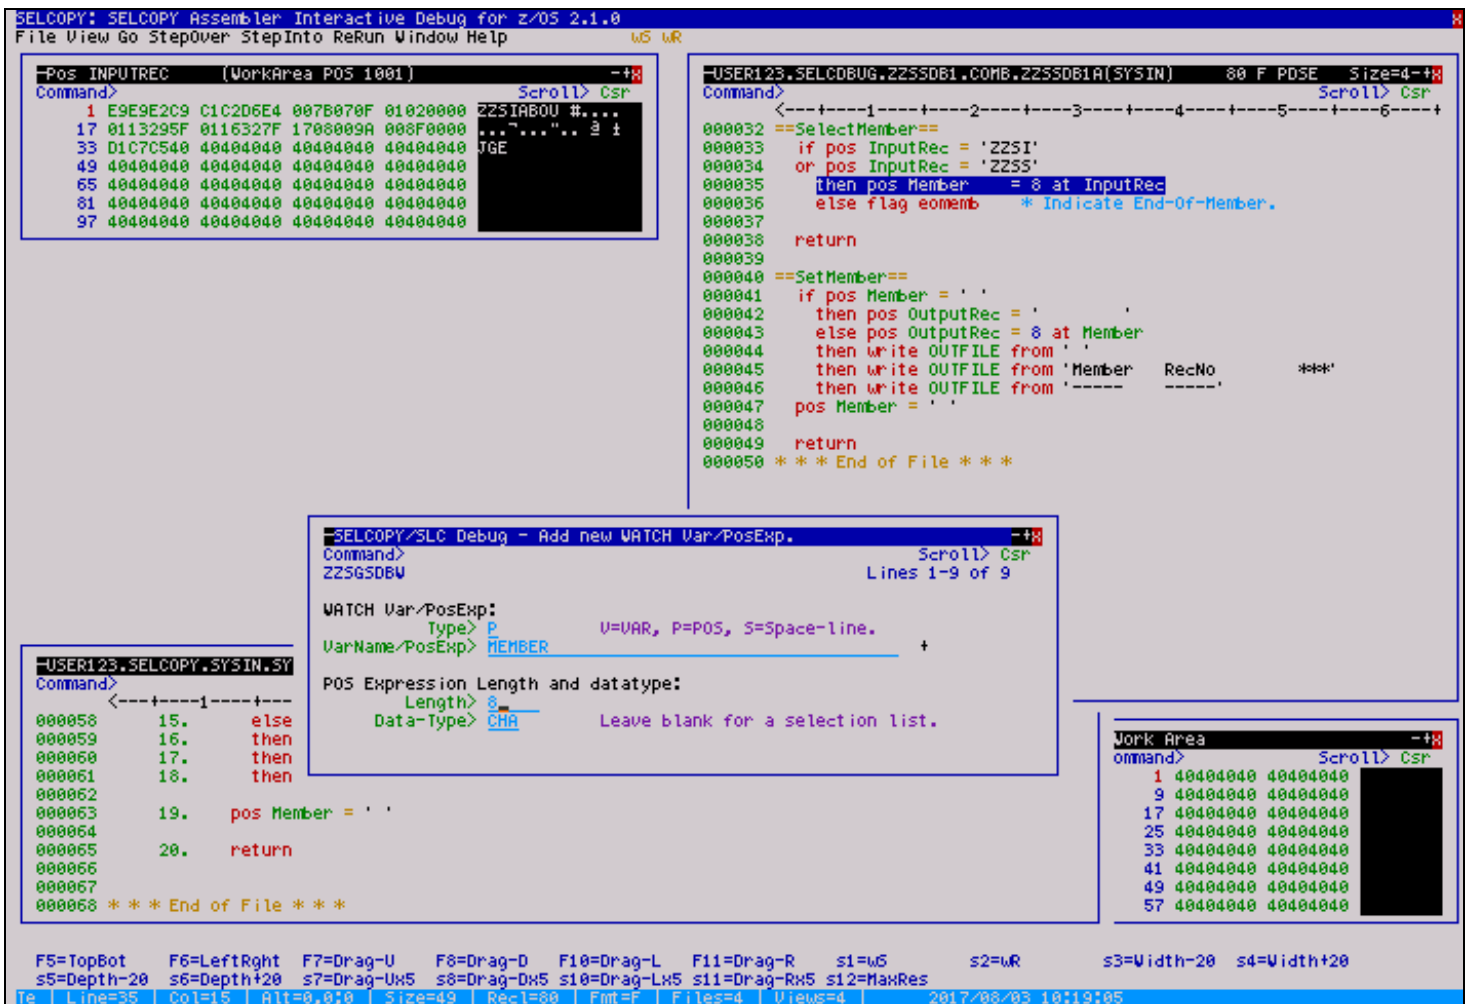 SELCOPY: SELCOPY Assembler Interactive Debug for z/OS 2.1.0
File View Go StepOver StepInto ReRun Window Help wS wR
Pos INPUTREC (WorkArea POS 1001)
Command> Scroll> Csr
1 E9E9E2C9 C1C2D6E4 007B070F 01020000 ZZSIABOU #....
17 0113295F 0116327F 1708009A 008F0000
33 D1C7C540 40404040 40404040 40404040 JGE
49 40404040 40404040 40404040 40404040
65 40404040 40404040 40404040 40404040
81 40404040 40404040 40404040 40404040
97 40404040 40404040 40404040 40404040
USER123.SELCDBUG.ZZSSDB1.COMB.ZZSSDB1A(SYSIN) 80 F PDSE Size=4
Command> Scroll> Csr
<---+----1----+----2----+----3----+----4----+----5----+----6----+
000032 ==SelectMember==
000033 if pos InputRec = 'ZZSI'
000034 or pos InputRec = 'ZZSS'
000035 then pos Member = 8 at InputRec
000036 else flag eomemb * Indicate End-Of-Member.
000037
000038 return
000039
000040 ==SetMember==
000041 if pos Member = ' '
000042 then pos OutputRec = ' '
000043 else pos OutputRec = 8 at Member
000044 then write OUTFILE from ' '
000045 then write OUTFILE from 'Member RecNo ***'
000046 then write OUTFILE from '----- -----'
000047 pos Member = ' '
000048
000049 return
000050 * * * End of File * * *
SELCOPY/SLC Debug - Add new WATCH Var/PosExp.
Command> Scroll> Csr
ZZSGSDBW Lines 1-9 of 9
WATCH Var/PosExp:
Type> P V=VAR, P=POS, S=Space-line.
VarName/PosExp> MEMBER +
POS Expression Length and datatype:
Length> 8
Data-Type> CHA Leave blank for a selection list.
USER123.SELCOPY.SYSIN.SY
Command>
<---+----1----+---
000058 15. else
000059 16. then
000060 17. then
000061 18. then
000062
000063 19. pos Member = ' '
000064
000065 20. return
000066
000067
000068 * * * End of File * * *
Work Area
ommand> Scroll> Csr
1 40404040 40404040
9 40404040 40404040
17 40404040 40404040
25 40404040 40404040
33 40404040 40404040
41 40404040 40404040
49 40404040 40404040
57 40404040 40404040
F5=TopBot F6=LeftRght F7=Drag-U F8=Drag-D F10=Drag-L F11=Drag-R s1=wS s2=wR s3=Width-20 s4=Width+20
s5=Depth-20 s6=Depth+20 s7=Drag-Ux5 s8=Drag-Dx5 s10=Drag-Lx5 s11=Drag-Rx5 s12=MaxRes
Te | Line=35 | Col=15 | Alt=0,0;0 | Size=49 | Recl=80 | Fmt=F | Files=4 | Views=4 | 2017/08/03 10:19:05